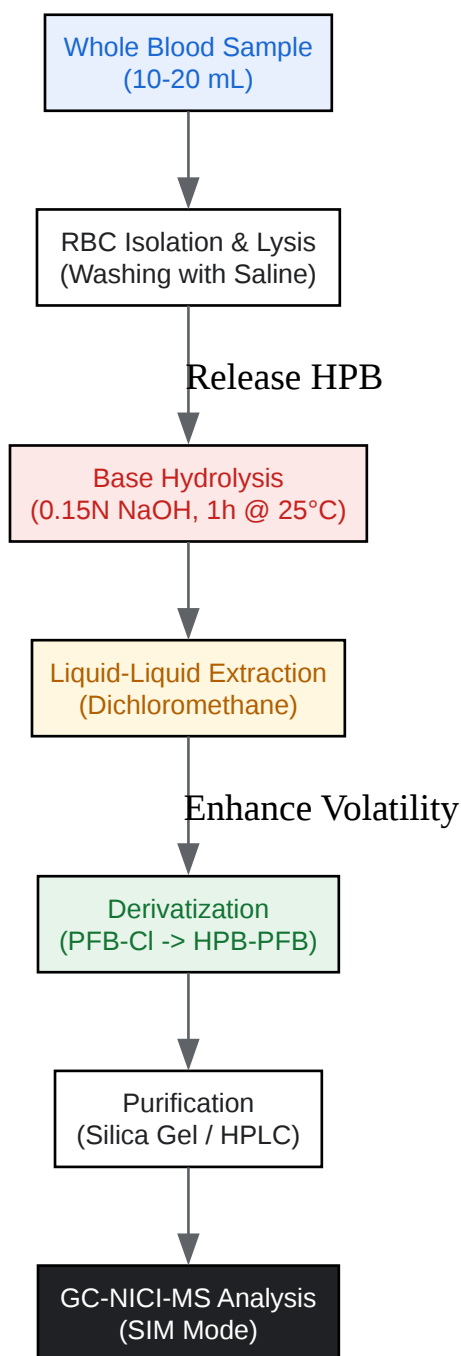 Whole Blood Sample
(10-20 mL)
RBC Isolation & Lysis
(Washing with Saline)
Release HPB
Base Hydrolysis
(0.15N NaOH, 1h @ 25°C)
Liquid-Liquid Extraction
(Dichloromethane)
Enhance Volatility
Derivatization
(PFB-Cl -> HPB-PFB)
Purification
(Silica Gel / HPLC)
GC-NICI-MS Analysis
(SIM Mode)